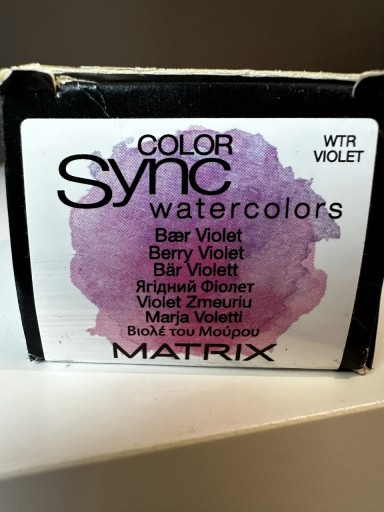 COLOR
Sync
WTR
VIOLET
watercolors
Bær Violet
Berry Violet
Bär Violett
Ягідний Фіолет
Violet Zmeuriu
Marja Voletti
Βιολέ του Μούρου
MATRIX